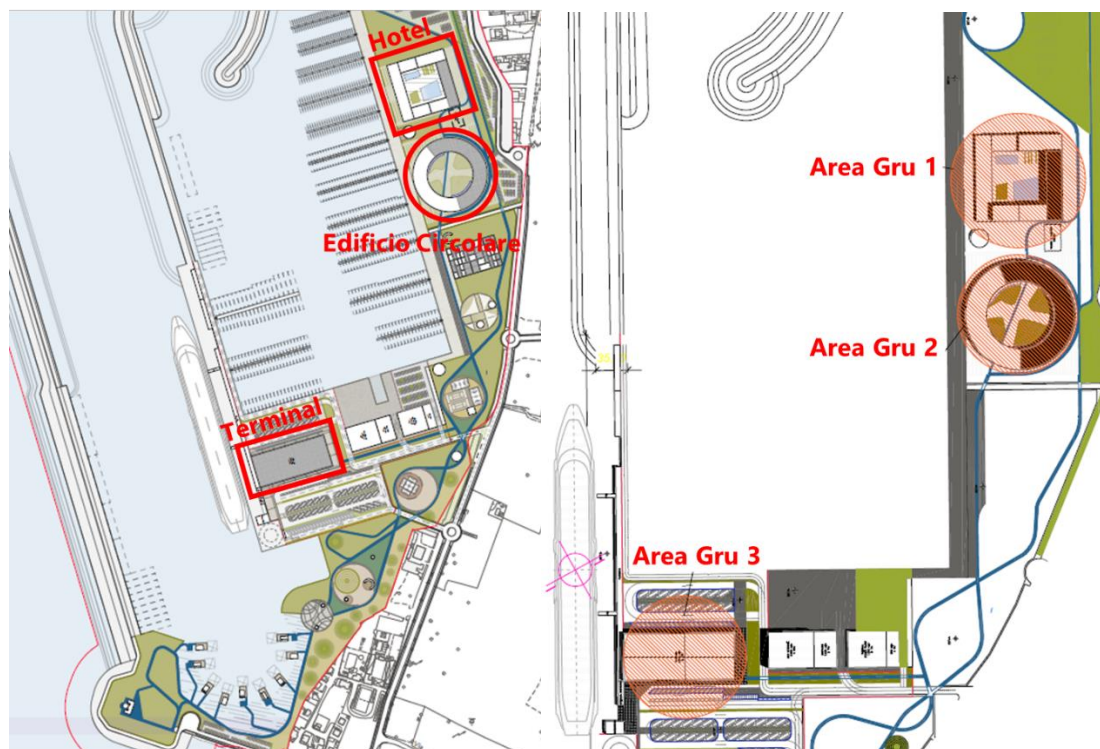 Hotel
Edificio Circolare
Terminal
Area Gru 1
Area Gru 2
Area Gru 3